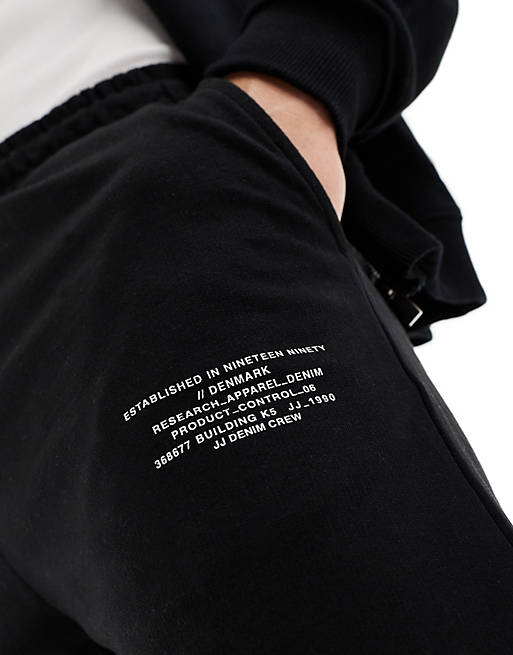 ESTABLISHED IN NINETEEN NINETY
// DENMARK
RESEARCH_APPAREL_DENIM
PRODUCT_CONTROL_06
368677 BUILDING K5 JJ_1990
JJ DENIM CREW